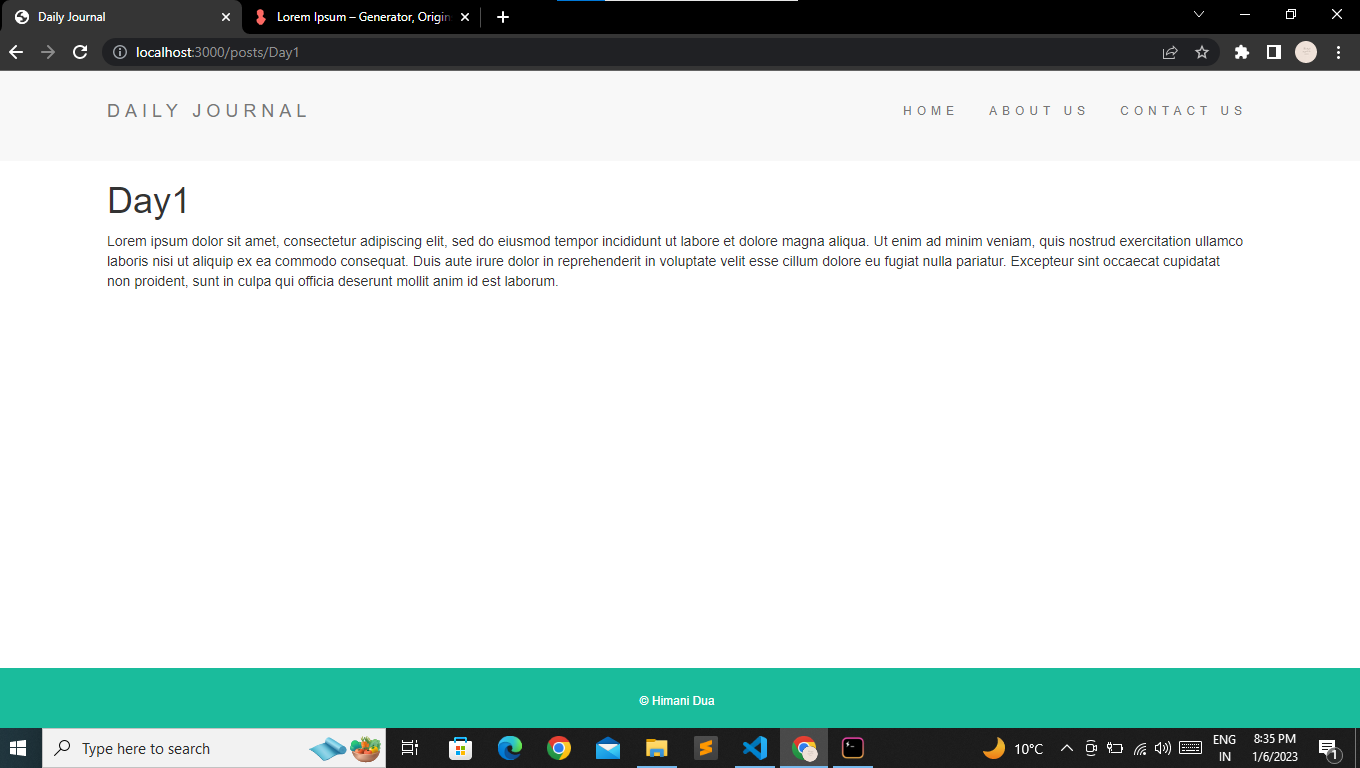 Daily Journal
Lorem Ipsum – Generator, Origin
localhost:3000/posts/Day1
DAILY JOURNAL
HOME ABOUT US CONTACT US
Day1
Lorem ipsum dolor sit amet, consectetur adipiscing elit, sed do eiusmod tempor incididunt ut labore et dolore magna aliqua. Ut enim ad minim veniam, quis nostrud exercitation ullamco
laboris nisi ut aliquip ex ea commodo consequat. Duis aute irure dolor in reprehenderit in voluptate velit esse cillum dolore eu fugiat nulla pariatur. Excepteur sint occaecat cupidatat
non proident, sunt in culpa qui officia deserunt mollit anim id est laborum.
© Himani Dua
Type here to search
10°C
ENG
IN
8:35 PM
1/6/2023
1